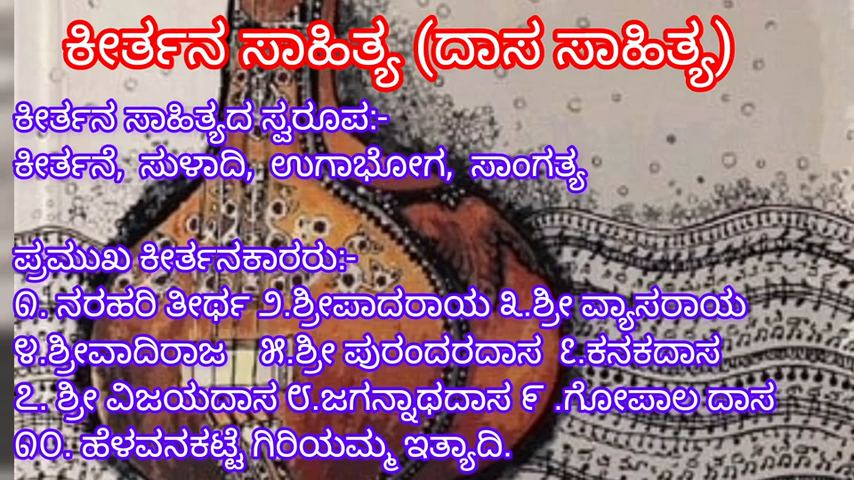 ಕೀರ್ತನ ಸಾಹಿತ್ಯ (ದಾಸ ಸಾಹಿತ್ಯ)
ಕೀರ್ತನ ಸಾಹಿತ್ಯದ ಸ್ವರೂಪ:-
ಕೀರ್ತನೆ, ಸುಳಾದಿ, ಉಗಾಭೋಗ, ಸಾಂಗತ್ಯ
ಪ್ರಮುಖ ಕೀರ್ತನಕಾರರು:-
೧. ನರಹರಿ ತೀರ್ಥ ೨.ಶ್ರೀಪಾದರಾಯ ೩.ಶ್ರೀ ವ್ಯಾಸರಾಯ
೪.ಶ್ರೀವಾದಿರಾಜ ೫.ಶ್ರೀ ಪುರಂದರದಾಸ ೬.ಕನಕದಾಸ
೭. ಶ್ರೀ ವಿಜಯದಾಸ ೮.ಜಗನ್ನಾಥದಾಸ ೯ .ಗೋಪಾಲ ದಾಸ
೧೦. ಹೆಳವನಕಟ್ಟೆ ಗಿರಿಯಮ್ಮ ಇತ್ಯಾದಿ.